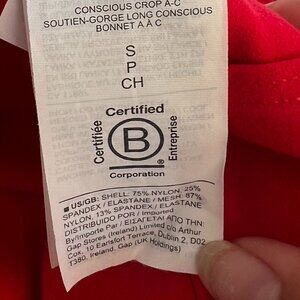 CONSCIOUS CROP A-C
SOUTIEN-GORGE LONG CONSCIOUS
BONNET A À C
S
P
CH
Certified
Certifiée
B
Entreprise
®
Corporation
US/GB: SHELL: 75% NYLON, 25%
SPANDEX / ELASTANE / MESH: 87%
NYLON, 13% SPANDEX / ELASTANE
DISTRIBUIDO POR / Imported
By/Importe Par / ΕΙΣΑΓΕΤΑΙ ΑΠΟ ΤΗΝ:
Gap Stores (Ireland) Limited c/o Arthur
Cox, 10 Earlsfort Terrace, Dublin 2, D02
T380, Ireland, Gap (UK Holdings)